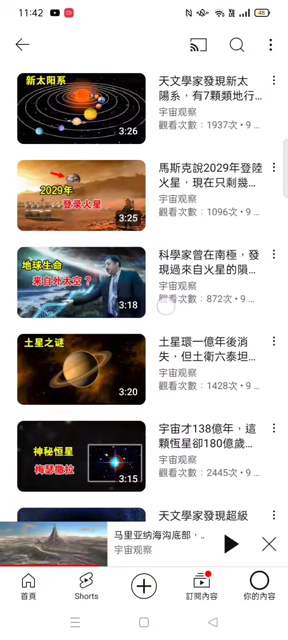 11:42
48
新太阳系
3:26
天文學家發現新太
陽系，有7顆類地行...
宇宙观察
觀看次數：1937次 • 9 ...
2029年
登录火星
3:25
馬斯克說2029年登陸
火星，現在只剩幾...
宇宙观察
觀看次數：1096次 • 9 ...
地球生命
来自外太空？
3:18
科學家曾在南極，發
現過來自火星的隕...
宇宙观察
觀看次數：872次 • 9 ...
土星之谜
3:20
土星環一億年後消
失，但土衛六泰坦...
宇宙观察
觀看次數：1428次 • 9 ...
神秘恒星
梅瑟撒拉
3:15
宇宙才138億年，這
顆恆星卻180億歲...
宇宙观察
觀看次數：2445次 • 9 ...
天文學家發現超級
马里亚纳海沟底部，..
宇宙观察
首頁
Shorts
訂閱內容
你的內容